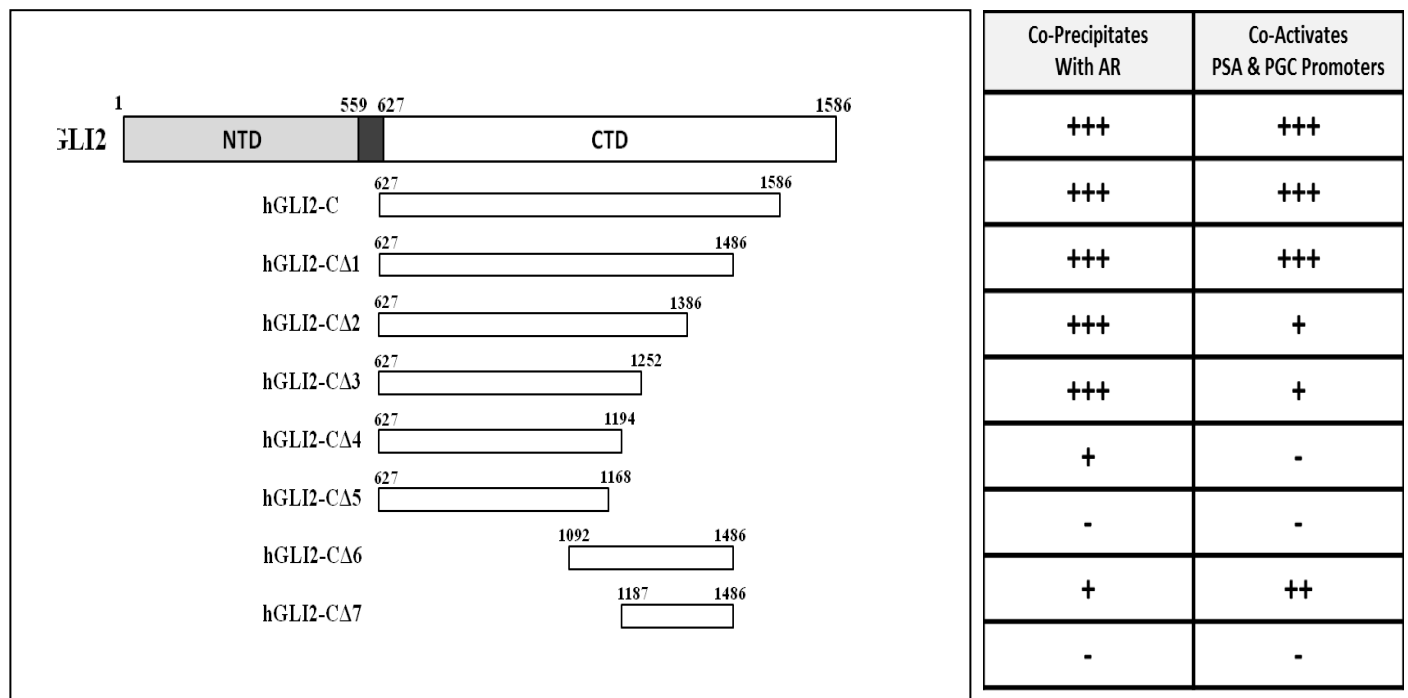 1 559 627 1586
GLI2 NTD CTD
627 1586
hGLI2-C
627 1486
hGLI2-CΔ1
627 1386
hGLI2-CΔ2
627 1252
hGLI2-CΔ3
627 1194
hGLI2-CΔ4
627 1168
hGLI2-CΔ5
1092 1486
hGLI2-CΔ6
1187 1486
hGLI2-CΔ7
Co-Precipitates With AR
Co-Activates PSA & PGC Promoters
+++ +++
+++ +++
+++ +++
+++ +
+++ +
+ -
- -
+ ++
- -